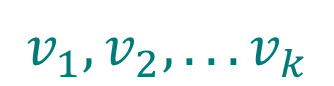 v₁, v₂, . . . vₖ